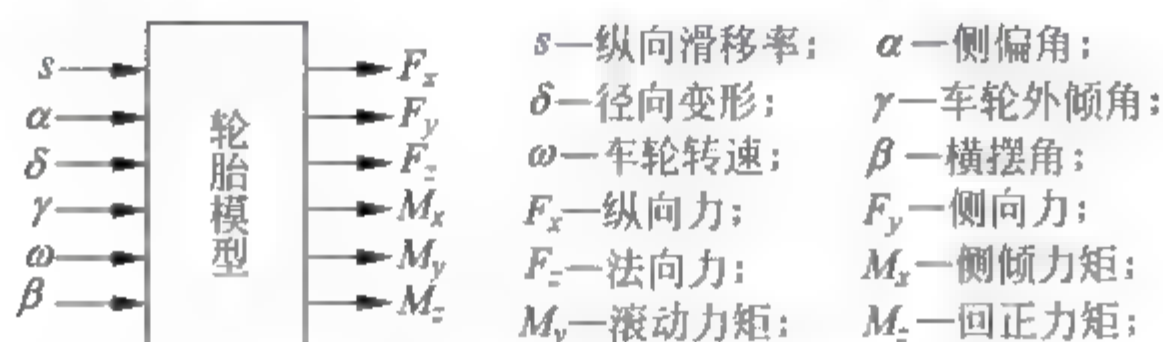 s
α
δ
γ
ω
β
轮胎模型
Fx
Fy
Fz
Mx
My
Mz
s—纵向滑移率; α—侧偏角;
δ—径向变形; γ—车轮外倾角;
ω—车轮转速; β—横摆角;
Fx—纵向力; Fy—侧向力;
Fz—法向力; Mx—侧倾力矩;
My—滚动力矩; Mz—回正力矩;